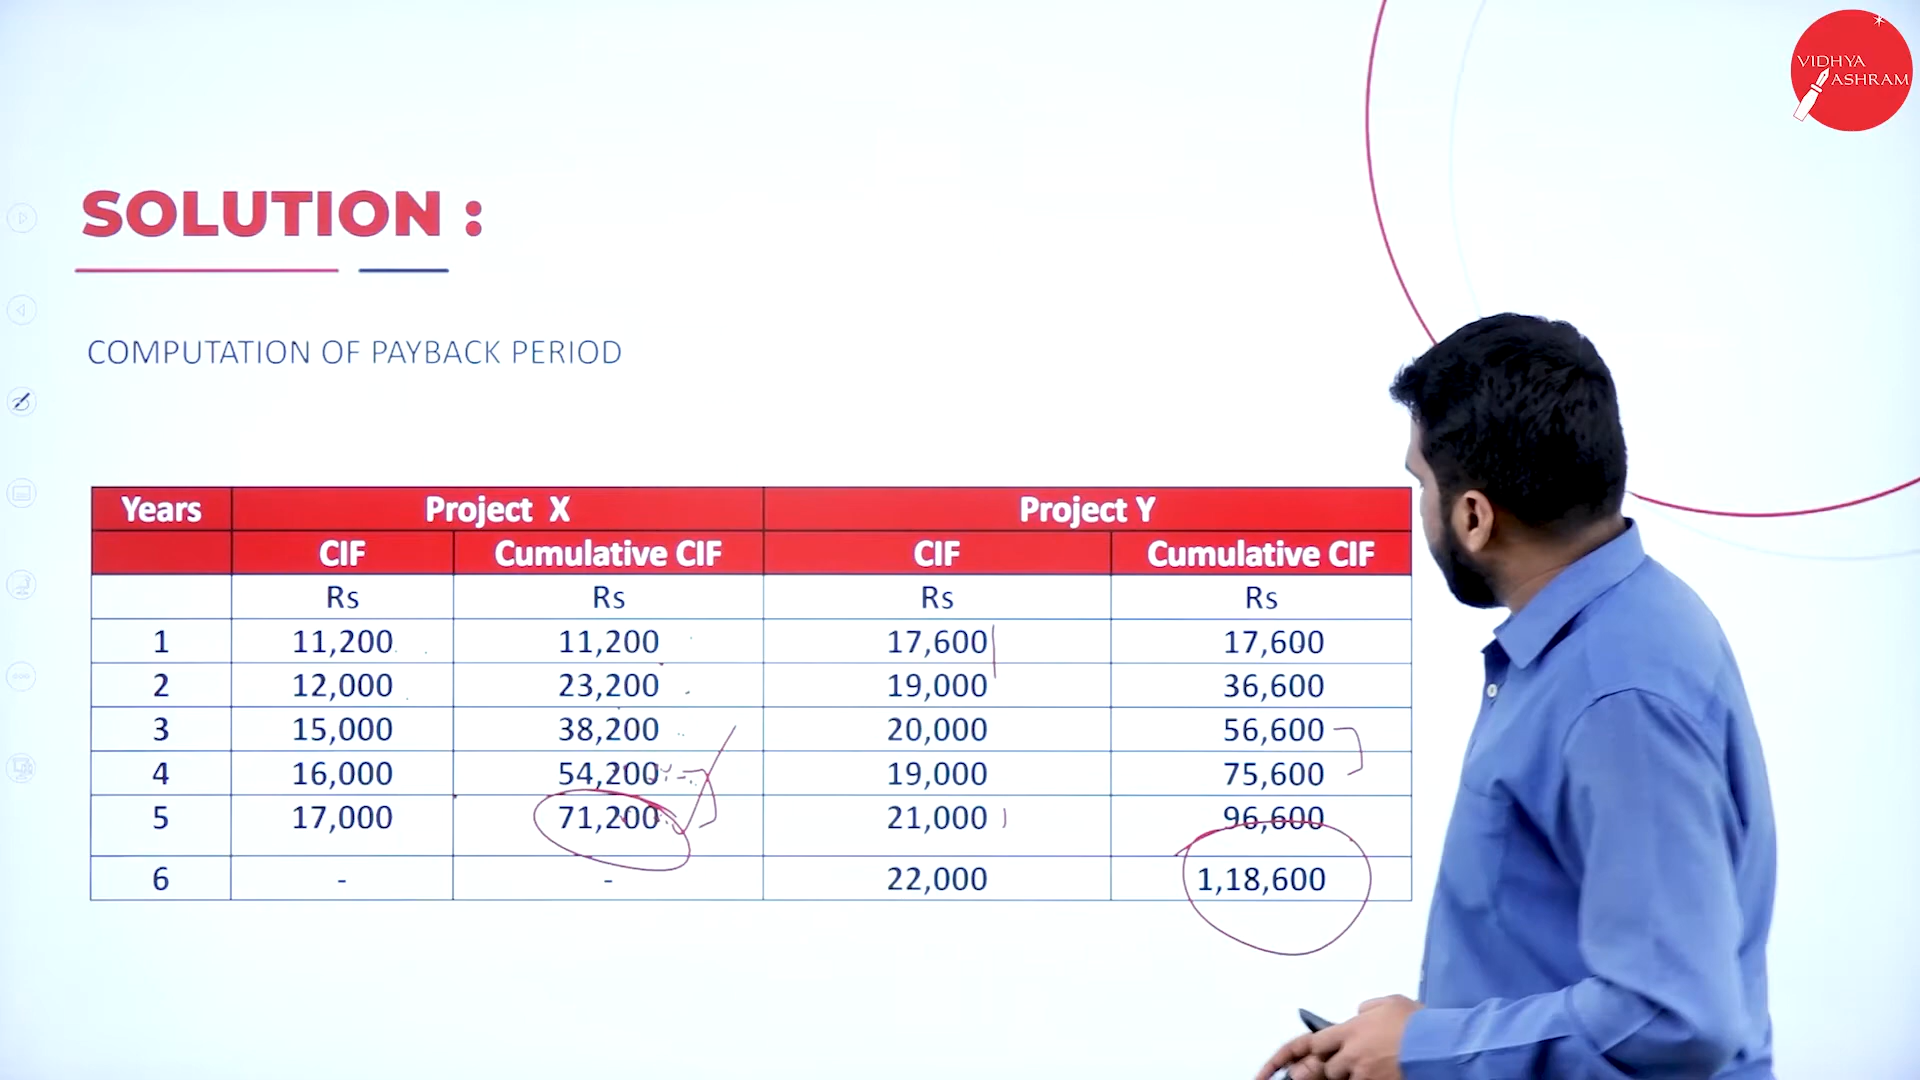 VIDHYA
ASHRAM
SOLUTION :
COMPUTATION OF PAYBACK PERIOD
Years Project X Project Y
CIF Cumulative CIF CIF Cumulative CIF
Rs Rs Rs Rs
1 11,200 11,200 17,600 17,600
2 12,000 23,200 19,000 36,600
3 15,000 38,200 20,000 56,600
4 16,000 54,200 19,000 75,600
5 17,000 71,200 21,000 96,600
6 - - 22,000 1,18,600